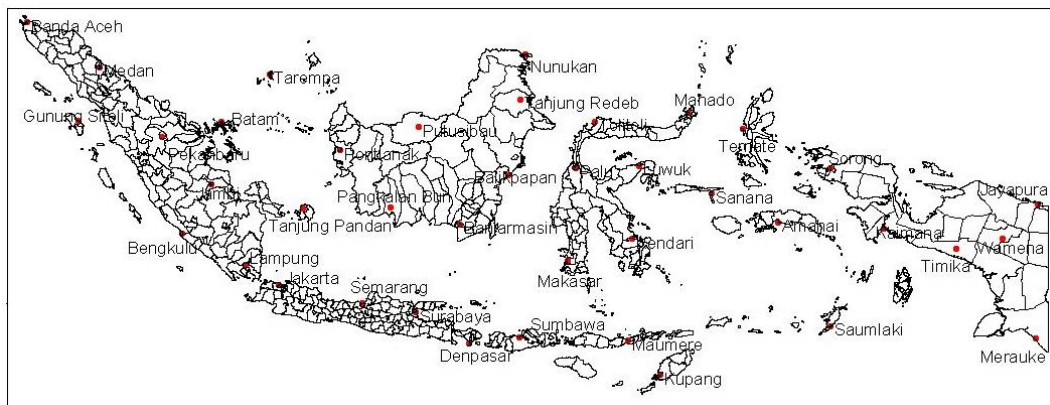 Banda Aceh
Nunukan
Medan
Tarempa
Tanjung Redeb
Manado
Gunung Sitoli
Batam
Putusibau
Tolitoli
Ternate
Pekanbaru
Pontianak
Sorong
Balikpapan
Palu
Luwuk
Jambi
Pangkalan Bun
Sanana
Jayapura
Tanjung Pandan
Banjarmasin
Amahai
Kaimana
Bengkulu
Kendari
Wamena
Lampung
Timika
Jakarta
Makasar
Semarang
Surabaya
Sumbawa
Saumlaki
Denpasar
Maumere
Merauke
Kupang